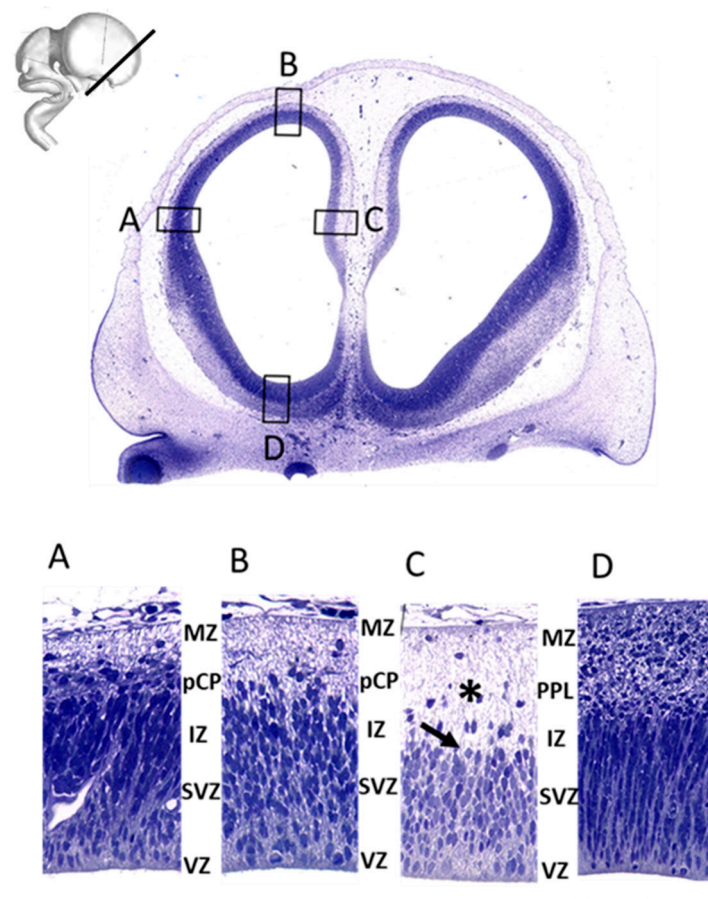 B
A
C
D
A B C D
MZ MZ MZ
pCP pCP * PPL
IZ IZ IZ
SVZ SVZ SVZ
VZ VZ VZ